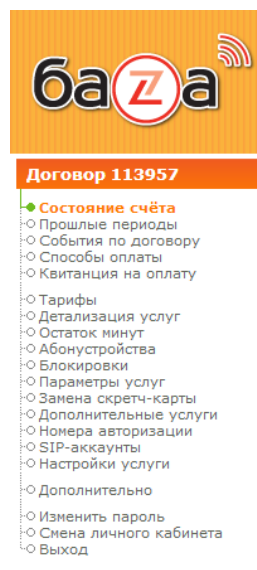 баzа
Договор 113957
Состояние счёта
Прошлые периоды
События по договору
Способы оплаты
Квитанция на оплату
Тарифы
Детализация услуг
Остаток минут
Абонустройства
Блокировки
Параметры услуг
Замена скретч-карты
Дополнительные услуги
Номера авторизации
SIP-аккаунты
Настройки услуги
Дополнительно
Изменить пароль
Смена личного кабинета
Выход